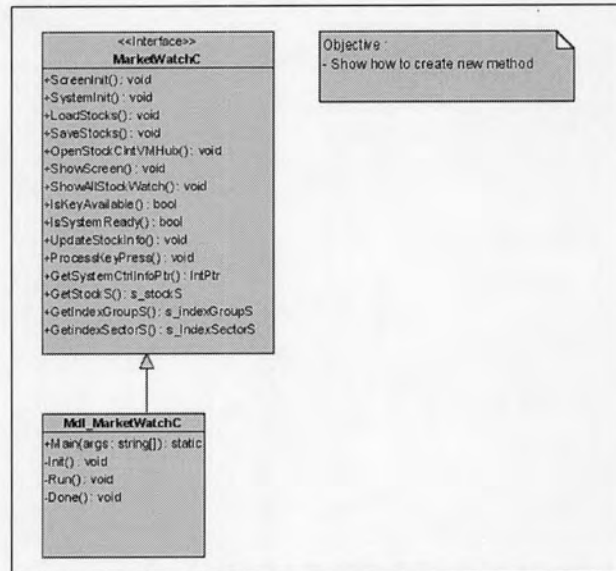 <<Interface>>
MarketWatchC
+ScreenInit() : void
+SystemInit() : void
+LoadStocks() : void
+SaveStocks() : void
+OpenStockClntVMHub() : void
+ShowScreen() : void
+ShowAllStockWatch() : void
+IsKeyAvailable() : bool
+IsSystemReady() : bool
+UpdateStockInfo() : void
+ProcessKeyPress() : void
+GetSystemCtrlInfoPtr() : IntPtr
+GetStockS() : s_stockS
+GetIndexGroupS() : s_indexGroupS
+GetIndexSectorS() : s_IndexSectorS
Objective :
- Show how to create new method
Mdl_MarketWatchC
+Main(args : string[]) : static
-Init() : void
-Run() : void
-Done() : void